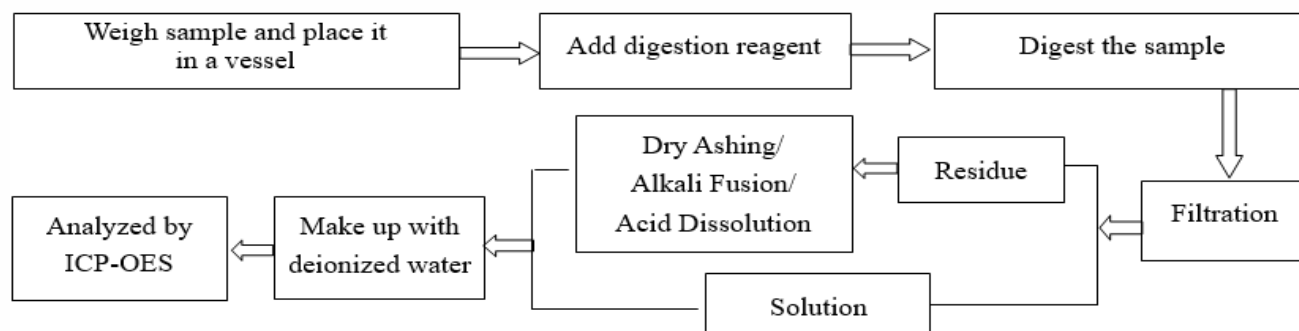 Weigh sample and place it
in a vessel
Add digestion reagent
Digest the sample
Filtration
Residue
Dry Ashing/
Alkali Fusion/
Acid Dissolution
Solution
Make up with
deionized water
Analyzed by
ICP-OES